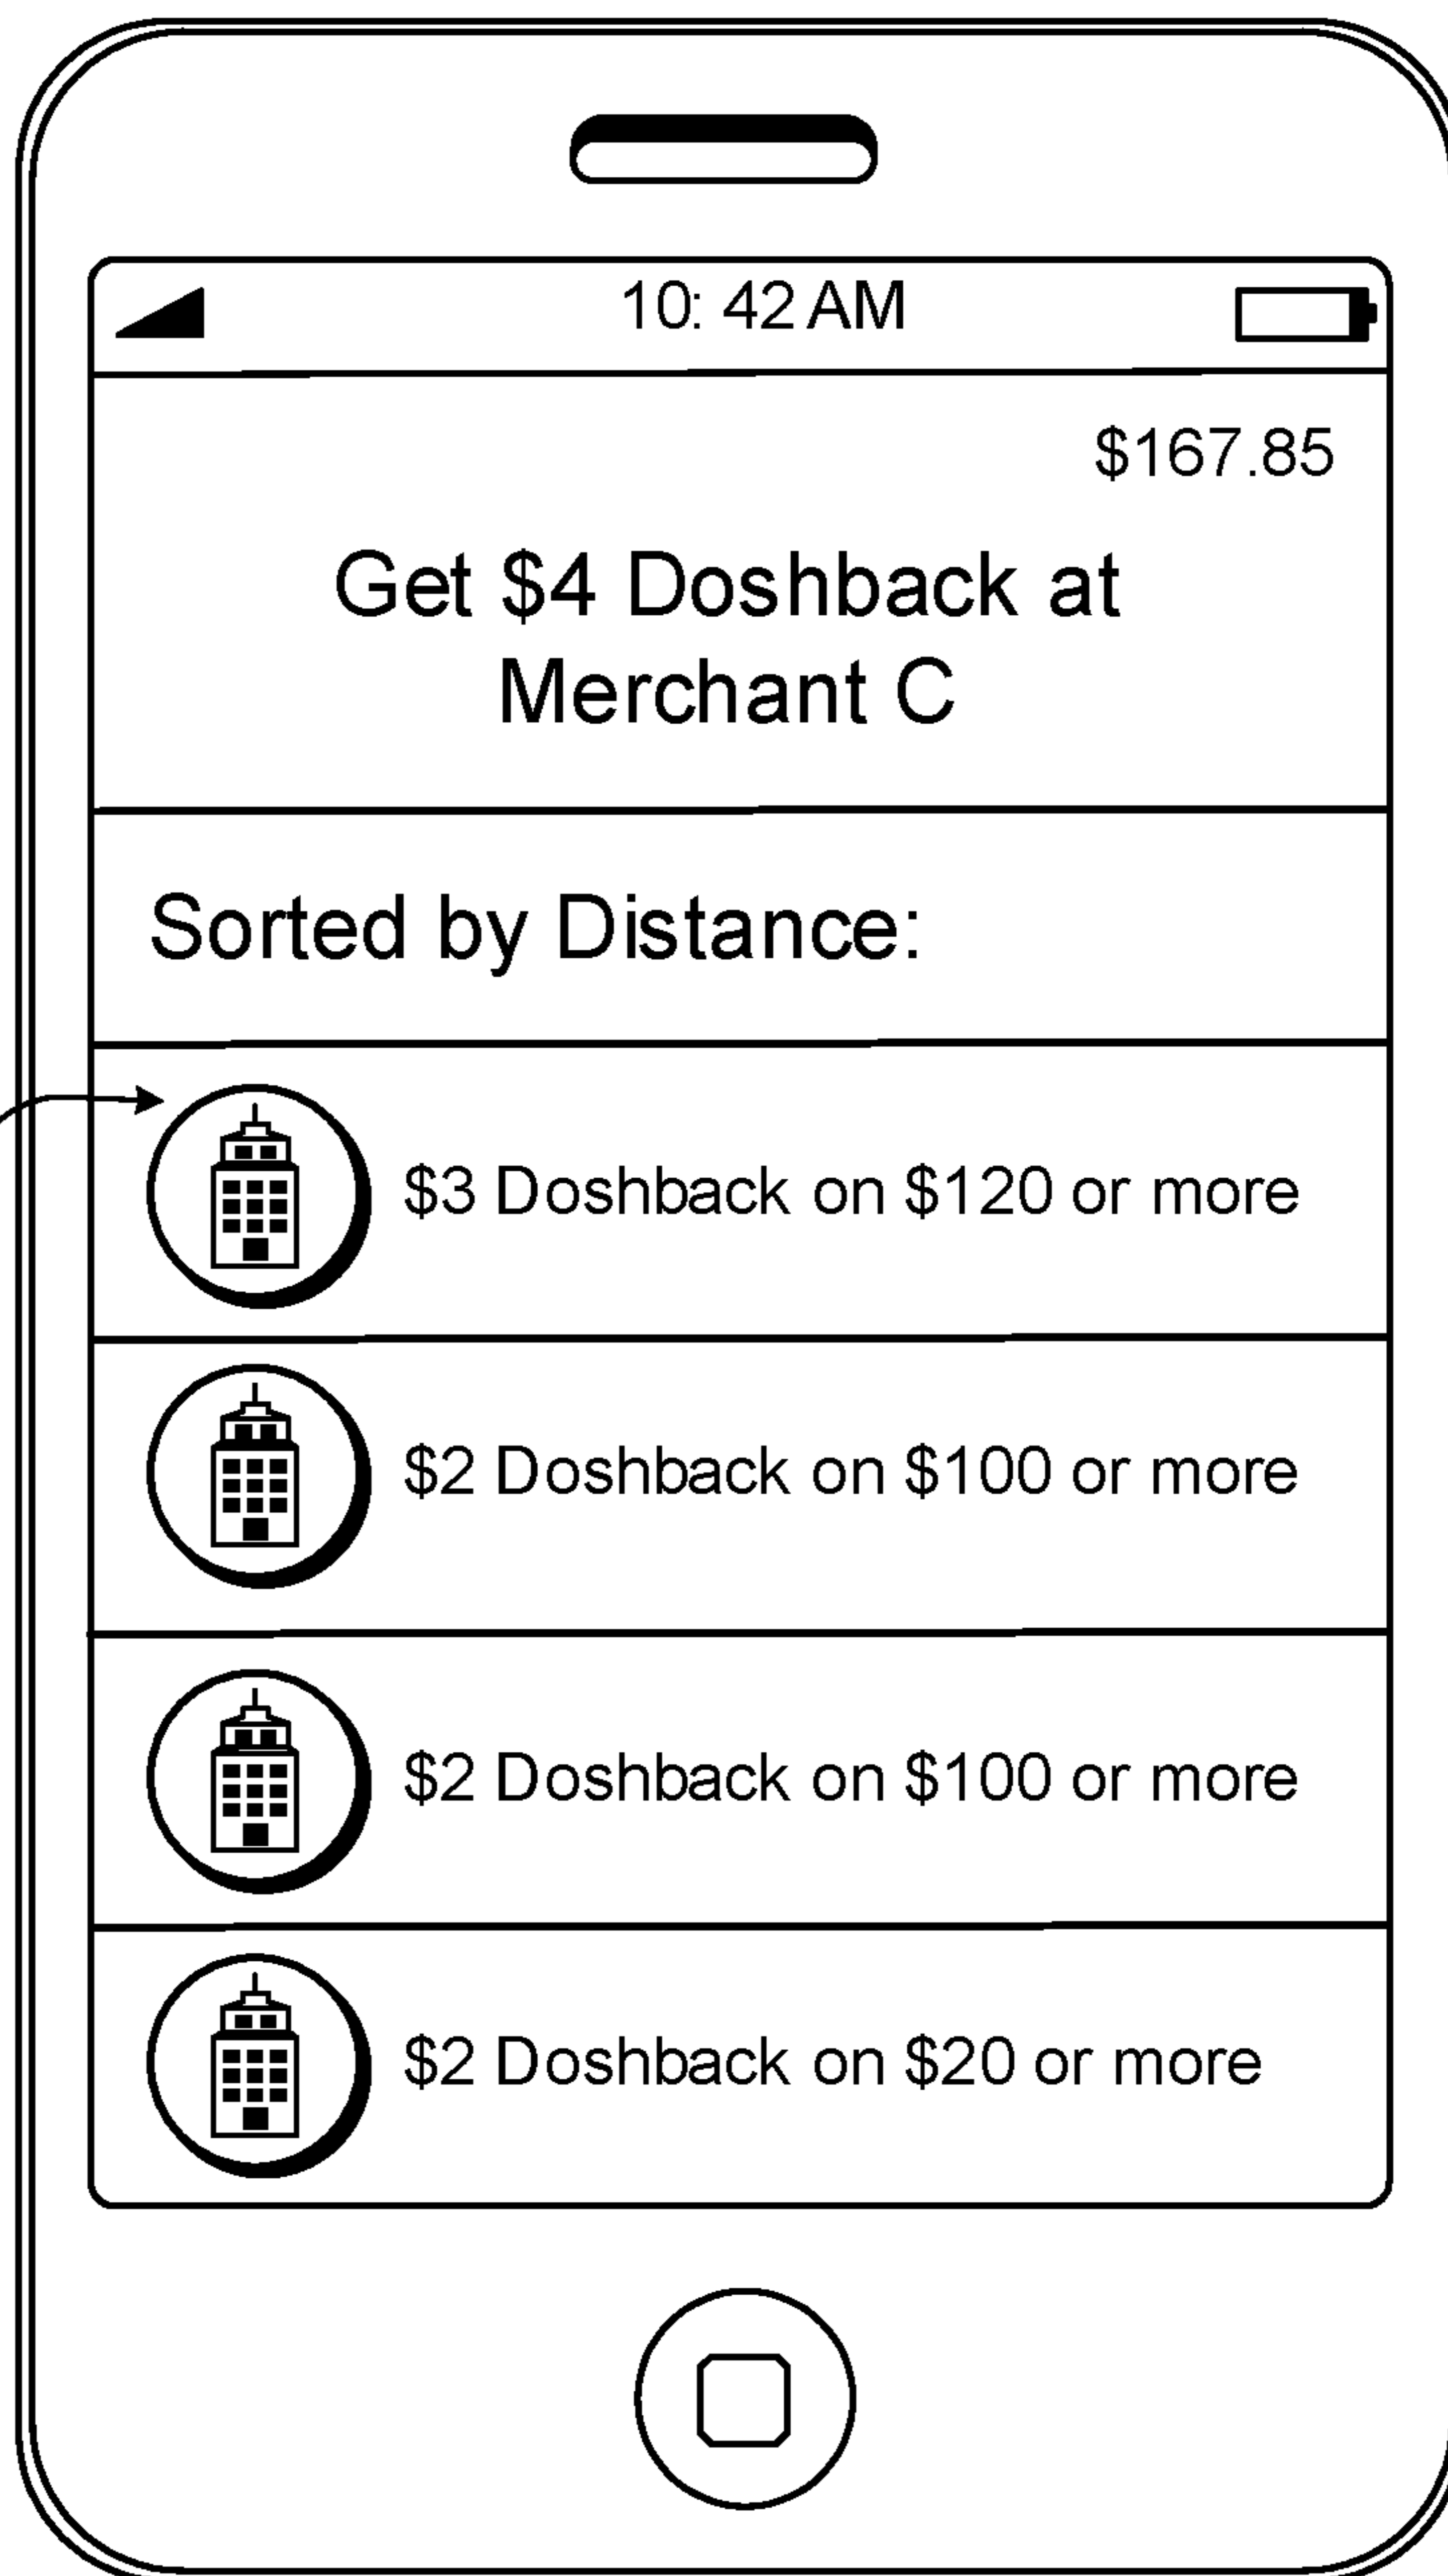 10: 42 AM
$167.85
Get $4 Doshback at
Merchant C
Sorted by Distance:
$3 Doshback on $120 or more
$2 Doshback on $100 or more
$2 Doshback on $100 or more
$2 Doshback on $20 or more